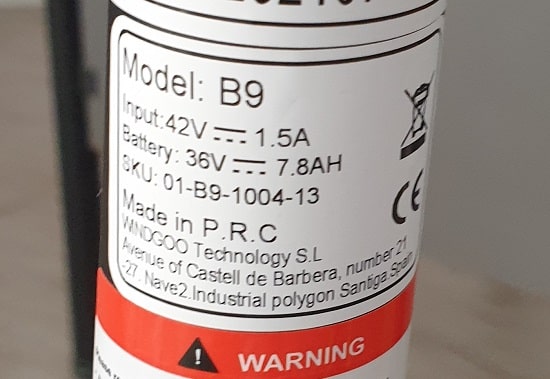 Model: B9
Input:42V⎓1.5A
Battery: 36V⎓7.8AH
SKU: 01-B9-1004-13
Made in P.R.C
WINDGOO Technology S.L
Avenue of Castell de Barbera, number 21
-27. Nave2.Industrial polygon Santiga.Spain
CE
WARNING